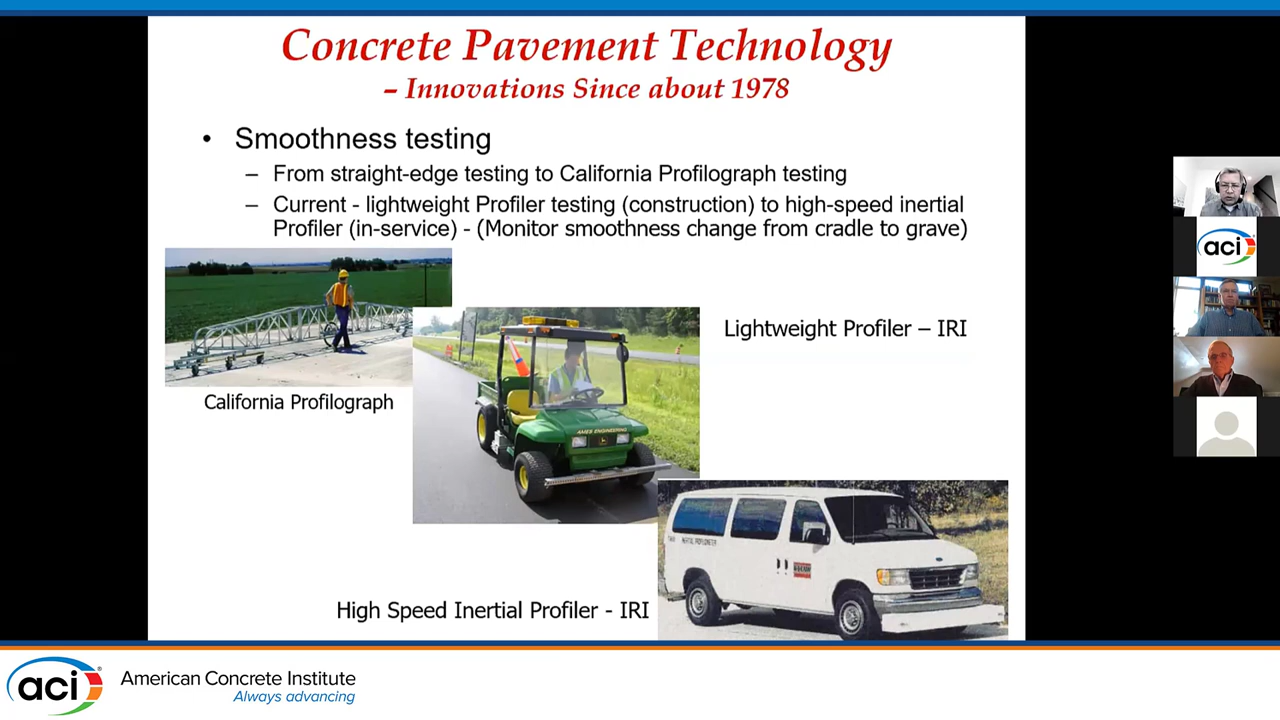 Concrete Pavement Technology
– Innovations Since about 1978
• Smoothness testing
– From straight-edge testing to California Profilograph testing
– Current - lightweight Profiler testing (construction) to high-speed inertial
Profiler (in-service) - (Monitor smoothness change from cradle to grave)
aci
Lightweight Profiler – IRI
California Profilograph
AMES ENGINEERING
INERTIAL PROFILOMETER
High Speed Inertial Profiler - IRI
aci®
American Concrete Institute
Always advancing